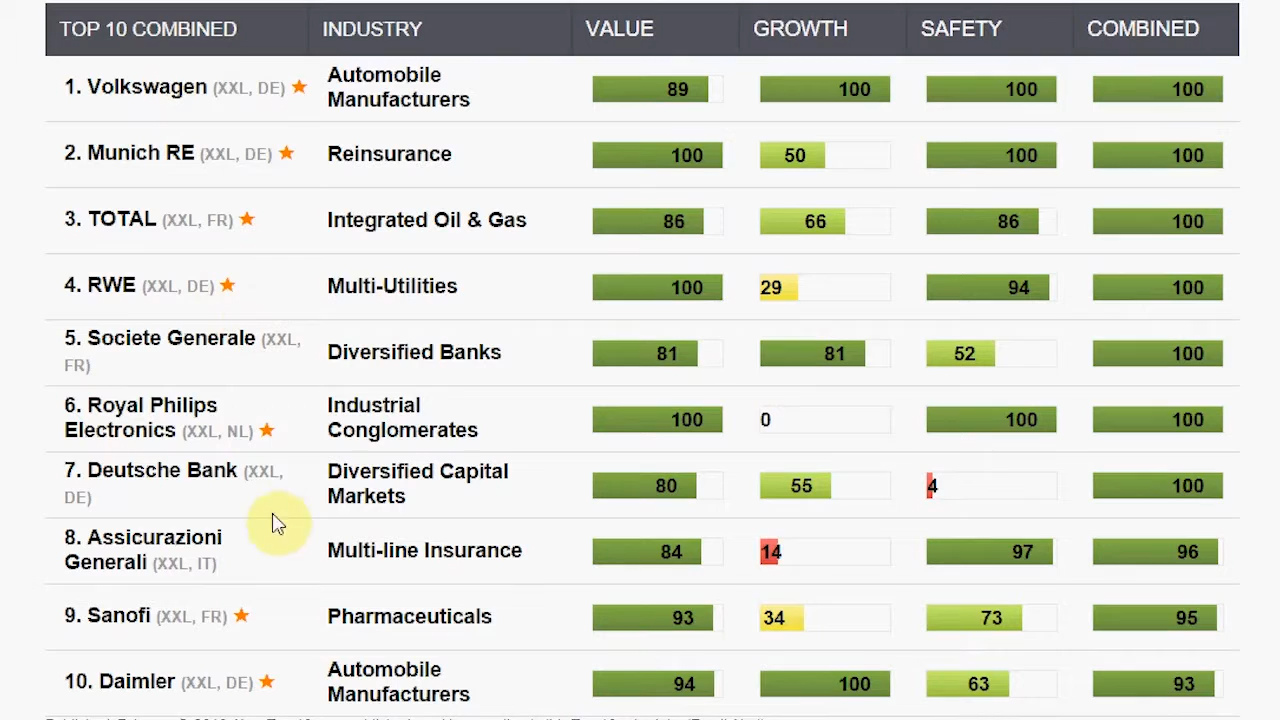 TOP 10 COMBINED INDUSTRY VALUE GROWTH SAFETY COMBINED
1. Volkswagen (XXL, DE) Automobile Manufacturers 89 100 100 100
2. Munich RE (XXL, DE) Reinsurance 100 50 100 100
3. TOTAL (XXL, FR) Integrated Oil & Gas 86 66 86 100
4. RWE (XXL, DE) Multi-Utilities 100 29 94 100
5. Societe Generale (XXL, FR) Diversified Banks 81 81 52 100
6. Royal Philips Electronics (XXL, NL) Industrial Conglomerates 100 0 100 100
7. Deutsche Bank (XXL, DE) Diversified Capital Markets 80 55 4 100
8. Assicurazioni Generali (XXL, IT) Multi-line Insurance 84 14 97 96
9. Sanofi (XXL, FR) Pharmaceuticals 93 34 73 95
10. Daimler (XXL, DE) Automobile Manufacturers 94 100 63 93